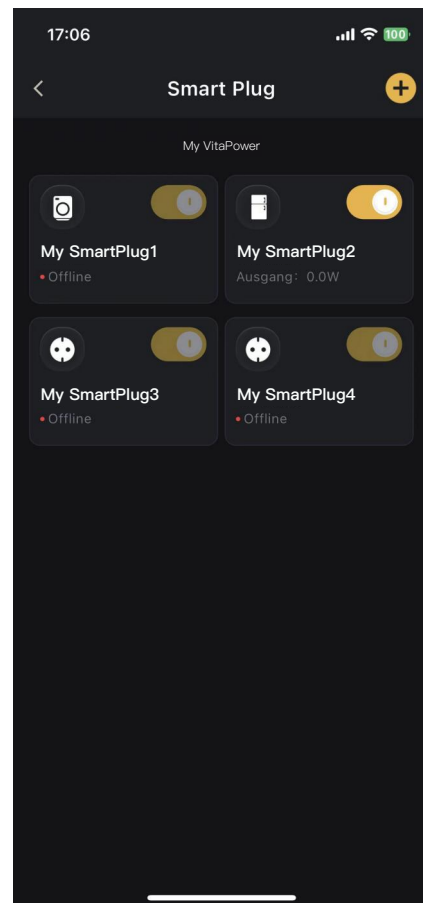 17:06
100
Smart Plug
My VitaPower
My SmartPlug1
Offline
My SmartPlug2
Ausgang: 0.0W
My SmartPlug3
Offline
My SmartPlug4
Offline